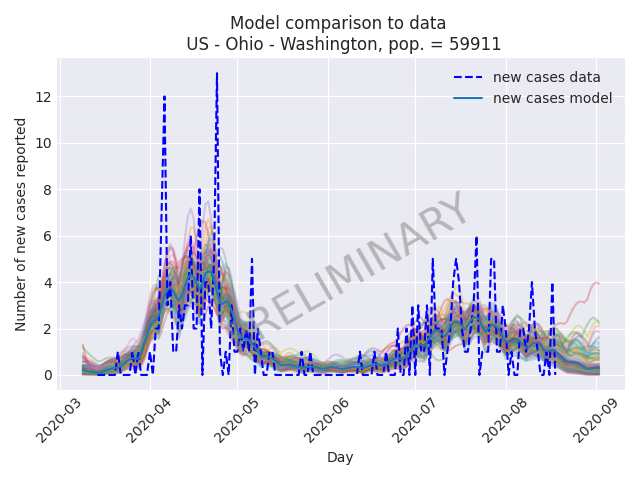 Model comparison to data
US - Ohio - Washington, pop. = 59911
new cases data
new cases model
Number of new cases reported
12
10
8
6
4
2
0
PRELIMINARY
2020-03
2020-04
2020-05
2020-06
2020-07
2020-08
2020-09
Day